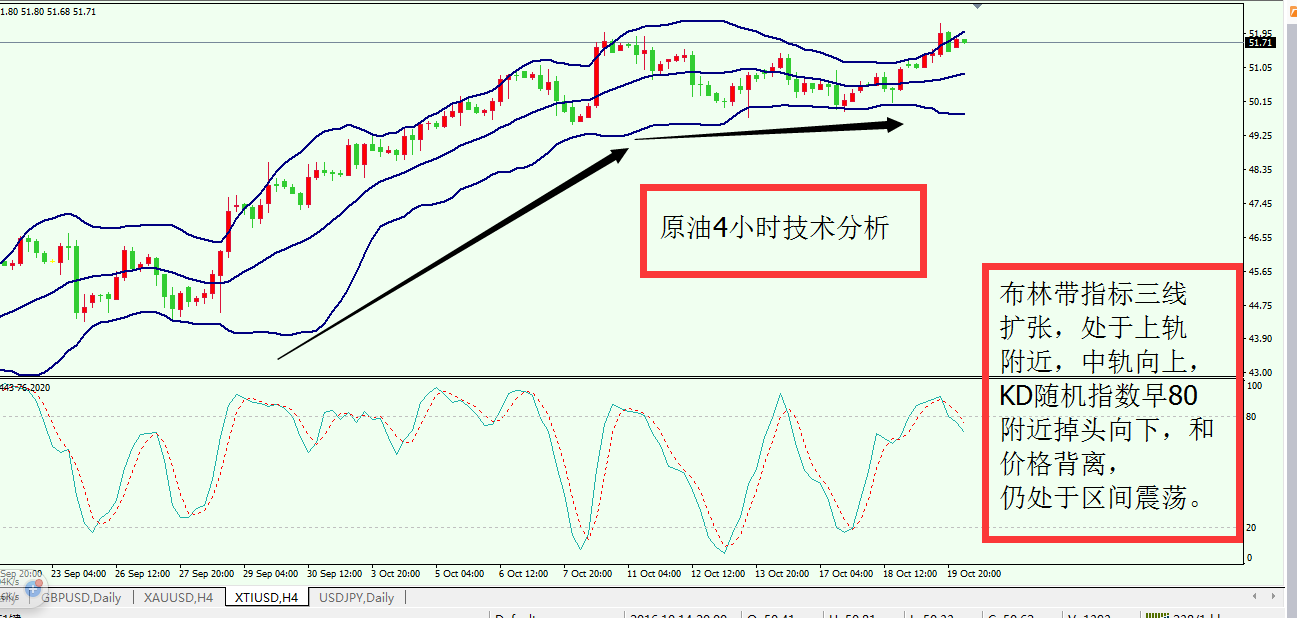 1.80 51.80 51.68 51.71
51.95
51.71
51.05
50.15
49.25
48.35
47.45
46.55
45.65
44.75
43.90
43.00
原油4小时技术分析
布林带指标三线
扩张，处于上轨
附近，中轨向上，
KD随机指数早80
附近掉头向下，和
价格背离，
仍处于区间震荡。
443 76.2020
100
80
20
0
Sep 20:00 23 Sep 04:00 26 Sep 12:00 27 Sep 20:00 29 Sep 04:00 30 Sep 12:00 3 Oct 20:00 5 Oct 04:00 6 Oct 12:00 7 Oct 20:00 11 Oct 04:00 12 Oct 12:00 13 Oct 20:00 17 Oct 04:00 18 Oct 12:00 19 Oct 20:00
GBPUSD,Daily XAUUSD,H4 XTIUSD,H4 USDJPY,Daily